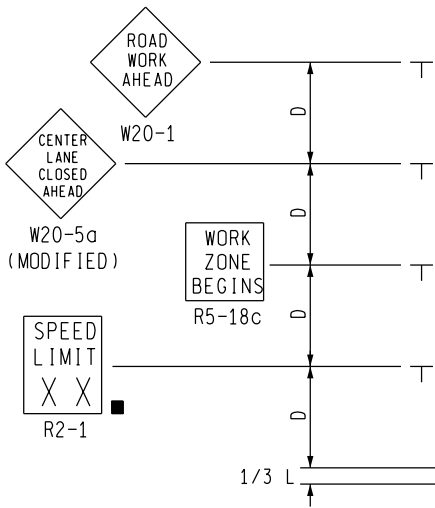 ROAD
WORK
AHEAD
W20-1
D
CENTER
LANE
CLOSED
AHEAD
W20-5a
(MODIFIED)
D
WORK
ZONE
BEGINS
R5-18c
D
SPEED
LIMIT
X X
R2-1
D
1/3 L